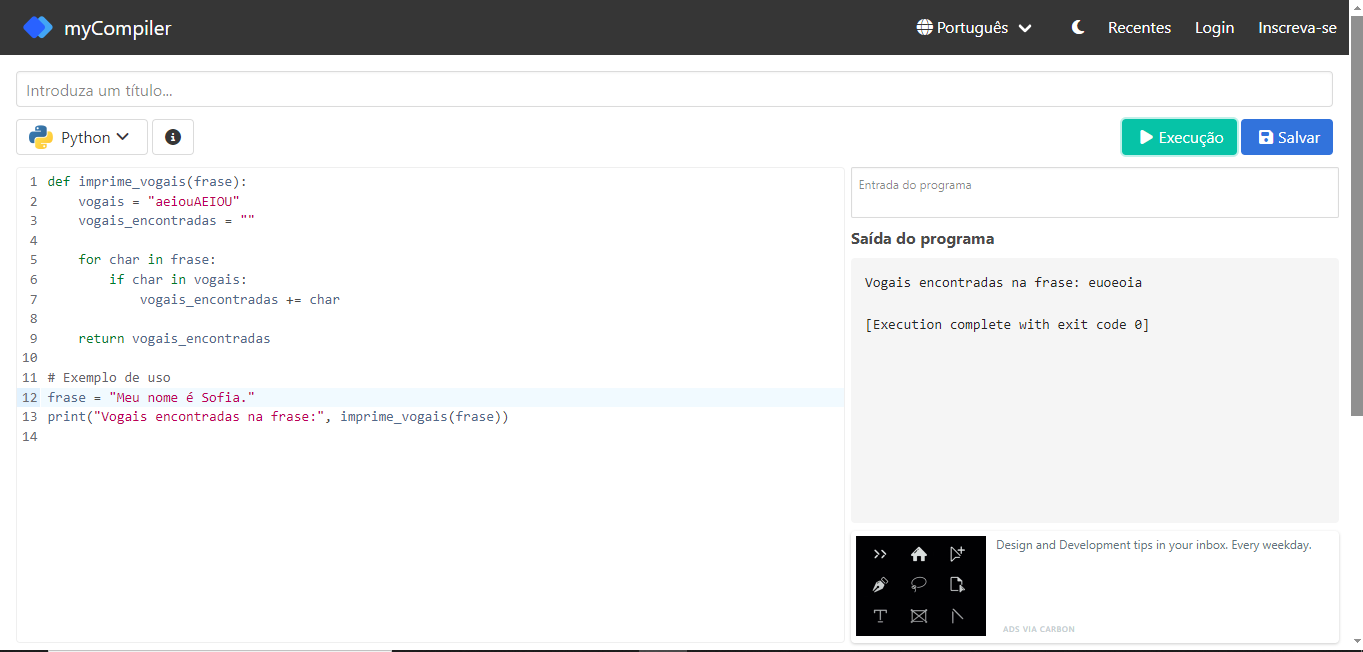 myCompiler
Português
Recentes
Login
Inscreva-se
Introduza um título...
Python
Execução
Salvar
1 def imprime_vogais(frase):
2     vogais = "aeiouAEIOU"
3     vogais_encontradas = ""
4
5     for char in frase:
6         if char in vogais:
7             vogais_encontradas += char
8
9     return vogais_encontradas
10
11 # Exemplo de uso
12 frase = "Meu nome é Sofia."
13 print("Vogais encontradas na frase:", imprime_vogais(frase))
14
Entrada do programa
Saída do programa
Vogais encontradas na frase: euoeoia
[Execution complete with exit code 0]
Design and Development tips in your inbox. Every weekday.
ADS VIA CARBON